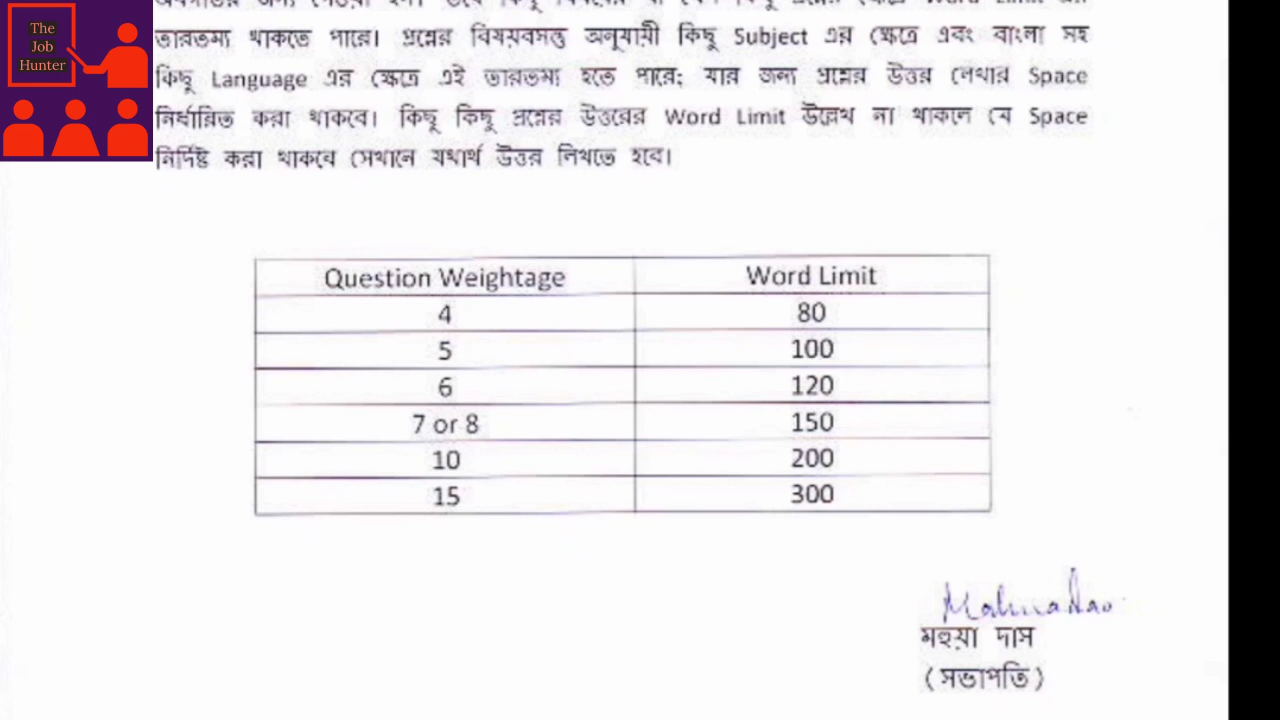 The
Job
Hunter
তারতম্য থাকতে পারে। প্রশ্নের বিষয়বসতু অনুযায়ী কিছু Subject এর ক্ষেত্রে এবং বাংলা সহ
কিছু Language এর ক্ষেত্রে এই তারতম্য হতে পারে; যার জন্য প্রশ্নের উত্তর লেখার Space
নির্ধারিত করা থাকবে। কিছু কিছু প্রশ্নের উত্তরের Word Limit উল্লেখ না থাকলে যে Space
নির্দিষ্ট করা থাকবে সেখানে যথার্থ উত্তর লিখতে হবে।
Question Weightage Word Limit
4 80
5 100
6 120
7 or 8 150
10 200
15 300
Mahua Das
মহুয়া দাস
(সভাপতি)